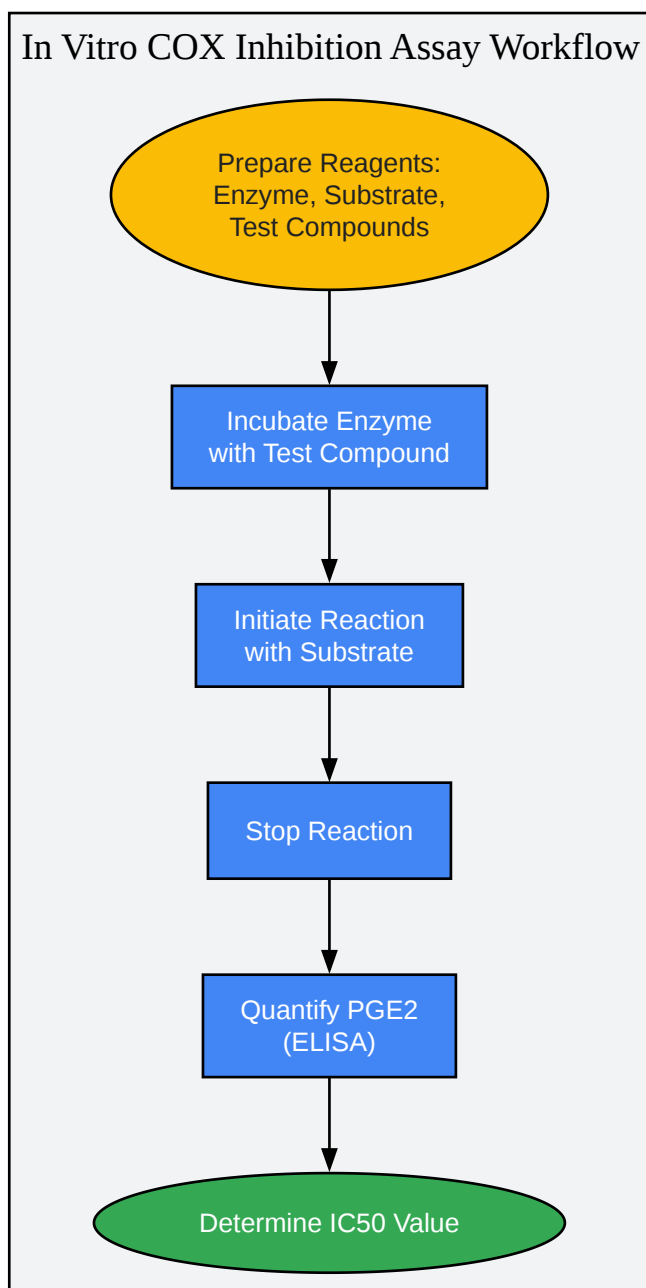 In Vitro COX Inhibition Assay Workflow
Prepare Reagents:
Enzyme, Substrate,
Test Compounds
Incubate Enzyme
with Test Compound
Initiate Reaction
with Substrate
Stop Reaction
Quantify PGE2
(ELISA)
Determine IC50 Value